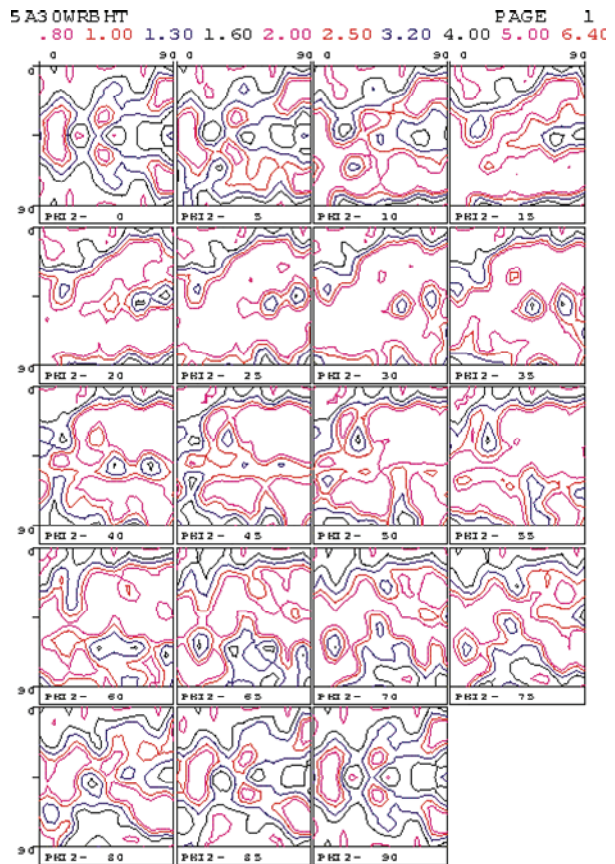 5A30WRBHT PAGE 1
.80 1.00 1.30 1.60 2.00 2.50 3.20 4.00 5.00 6.40
0 90 0 90
0
90
PHI2- 0 PHI2- 5 PHI2- 10 PHI2- 15
0
90
PHI2- 20 PHI2- 25 PHI2- 30 PHI2- 35
0
90
PHI2- 40 PHI2- 45 PHI2- 50 PHI2- 55
0
90
PHI2- 60 PHI2- 65 PHI2- 70 PHI2- 75
0
90
PHI2- 80 PHI2- 85 PHI2- 90